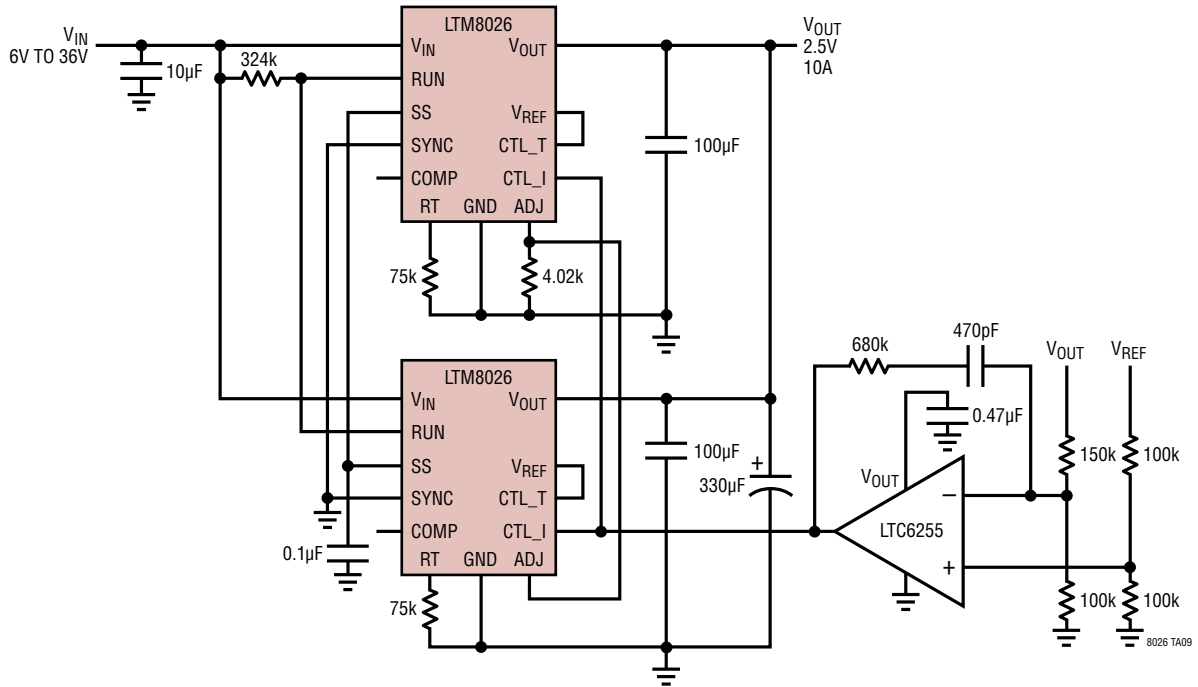 VIN
6V TO 36V
10µF
324k
LTM8026
VIN
RUN
SS
SYNC
COMP
RT
GND
ADJ
VOUT
VREF
CTL_T
CTL_I
VOUT
2.5V
10A
100µF
75k
4.02k
LTM8026
VIN
RUN
SS
SYNC
COMP
RT
GND
ADJ
VOUT
VREF
CTL_T
CTL_I
100µF
+
330µF
0.1µF
75k
680k
470pF
0.47µF
VOUT
LTC6255
−
+
VOUT
VREF
150k
100k
100k
100k
8026 TA09